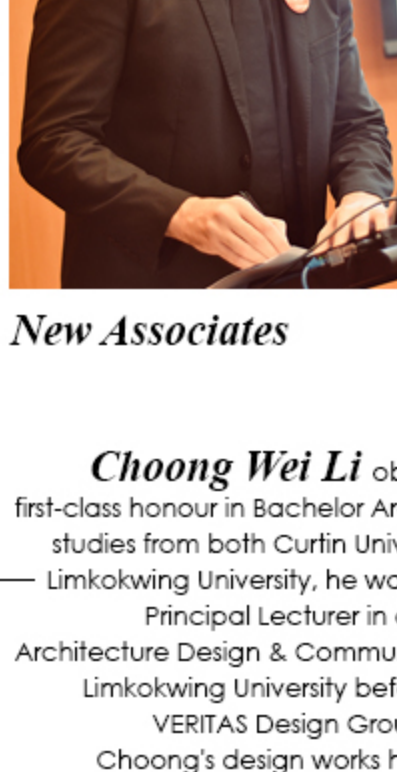 New Associates
Choong Wei Li
first-class honour in Bachelor
studies from both Curtin
Limkokwing University, he
Principal Lecturer in
Architecture Design &
Limkokwing University
VERITAS Design
Choong's design works